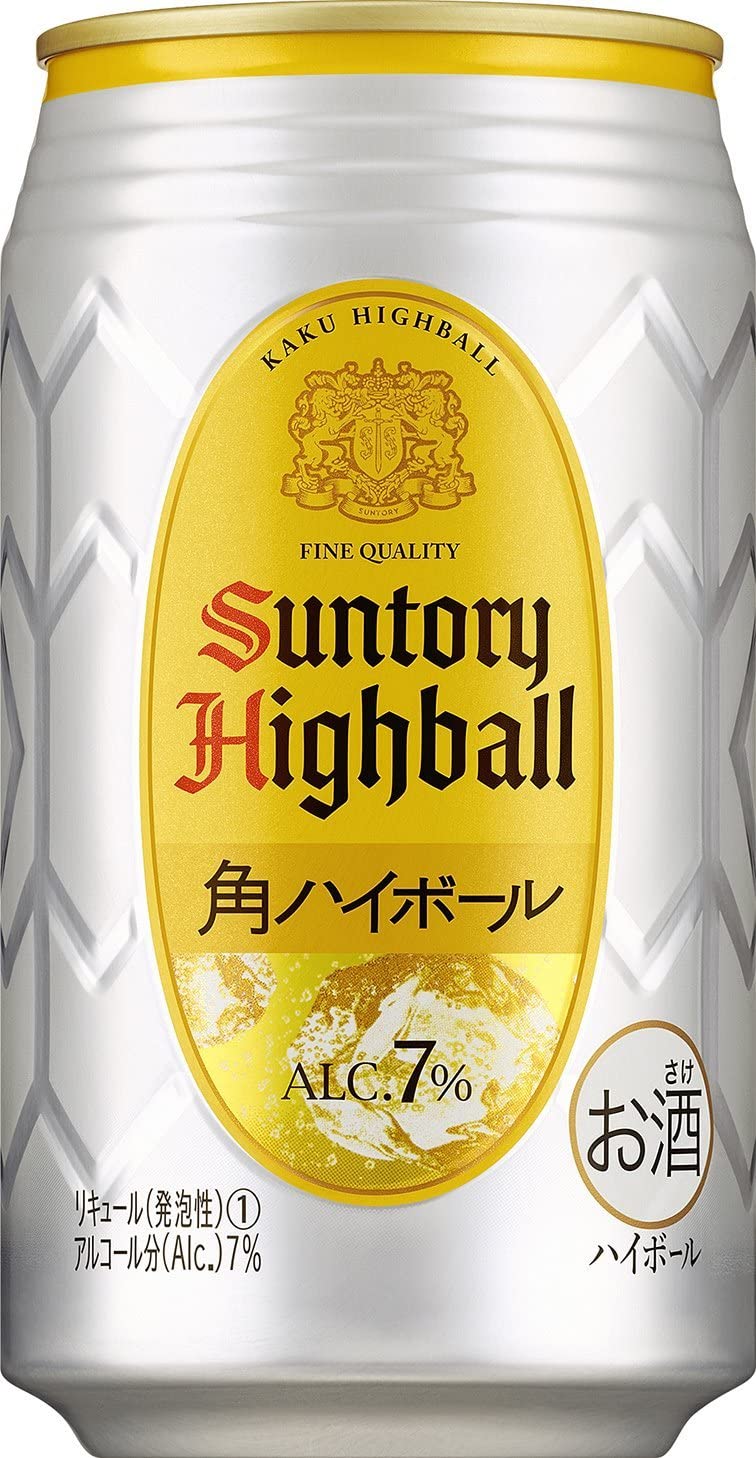 KAKU HIGHBALL
SUNTORY
FINE QUALITY
Suntory
Highball
角ハイボール
ALC.7%
さけ
お酒
ハイボール
リキュール(発泡性)①
アルコール分(Alc.)7%